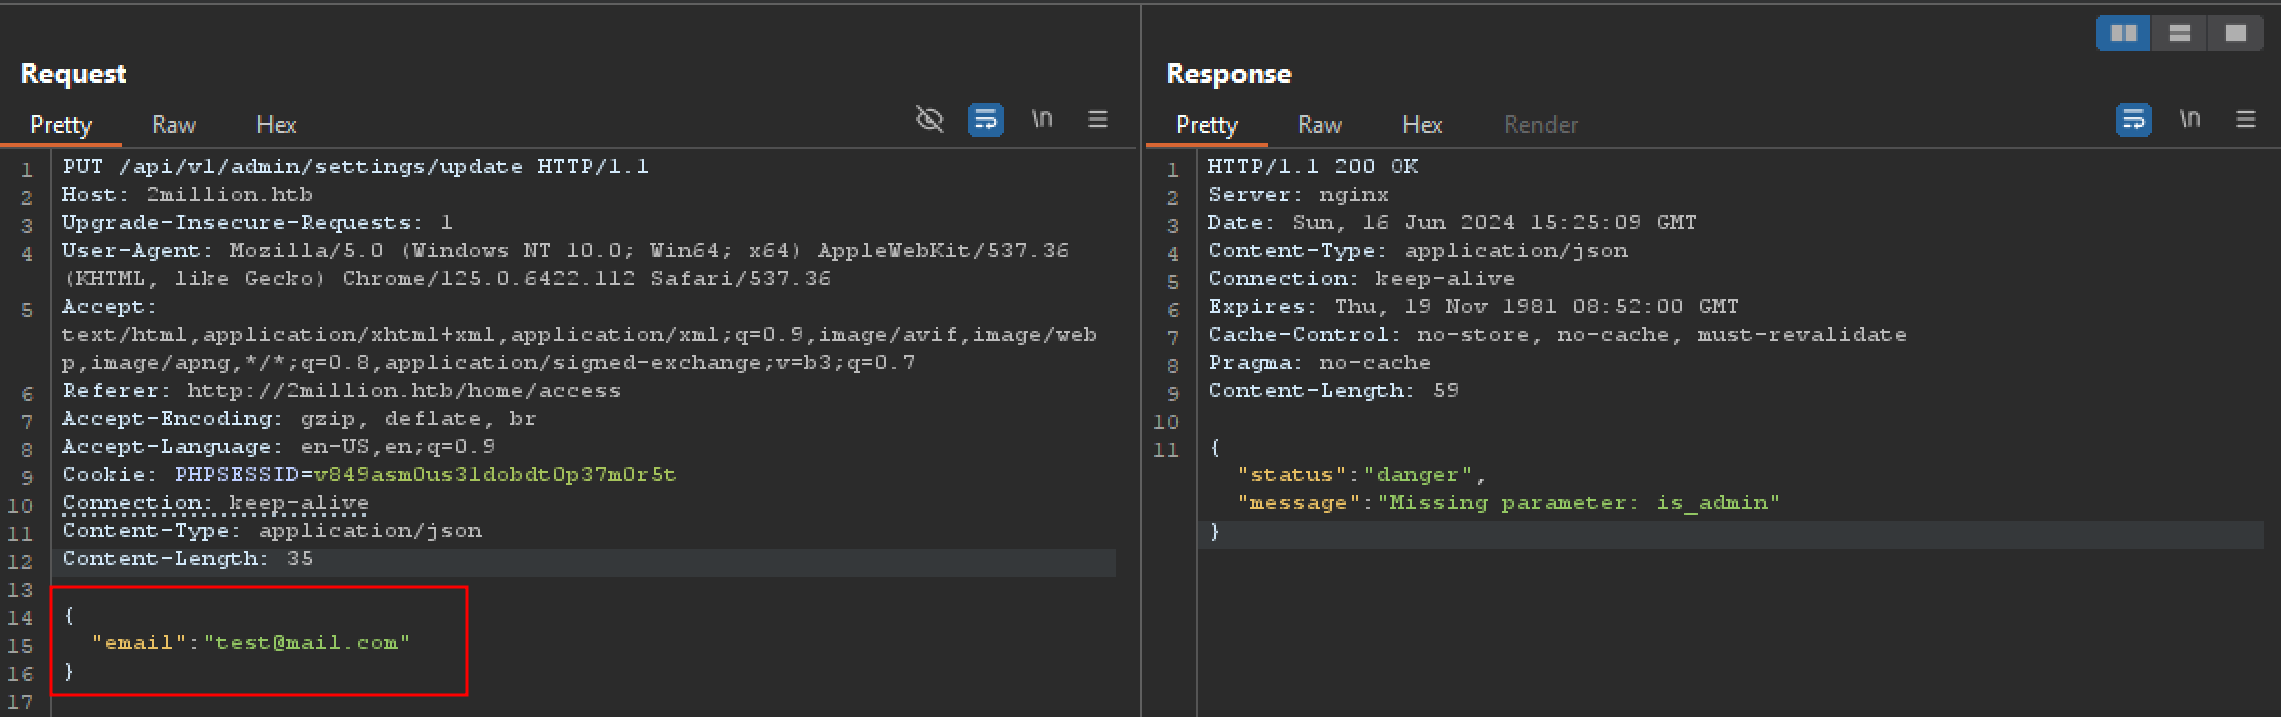 Request
Pretty Raw Hex \n
1 PUT /api/v1/admin/settings/update HTTP/1.1
2 Host: 2million.htb
3 Upgrade-Insecure-Requests: 1
4 User-Agent: Mozilla/5.0 (Windows NT 10.0; Win64; x64) AppleWebKit/537.36
(KHTML, like Gecko) Chrome/125.0.6422.112 Safari/537.36
5 Accept:
text/html,application/xhtml+xml,application/xml;q=0.9,image/avif,image/web
p,image/apng,*/*;q=0.8,application/signed-exchange;v=b3;q=0.7
6 Referer: http://2million.htb/home/access
7 Accept-Encoding: gzip, deflate, br
8 Accept-Language: en-US,en;q=0.9
9 Cookie: PHPSESSID=v849asm0us3ldobdt0p37m0r5t
10 Connection: keep-alive
11 Content-Type: application/json
12 Content-Length: 35
13
14 {
15 "email":"test@mail.com"
16 }
17
Response
Pretty Raw Hex Render \n
1 HTTP/1.1 200 OK
2 Server: nginx
3 Date: Sun, 16 Jun 2024 15:25:09 GMT
4 Content-Type: application/json
5 Connection: keep-alive
6 Expires: Thu, 19 Nov 1981 08:52:00 GMT
7 Cache-Control: no-store, no-cache, must-revalidate
8 Pragma: no-cache
9 Content-Length: 59
10
11 {
"status":"danger",
"message":"Missing parameter: is_admin"
}